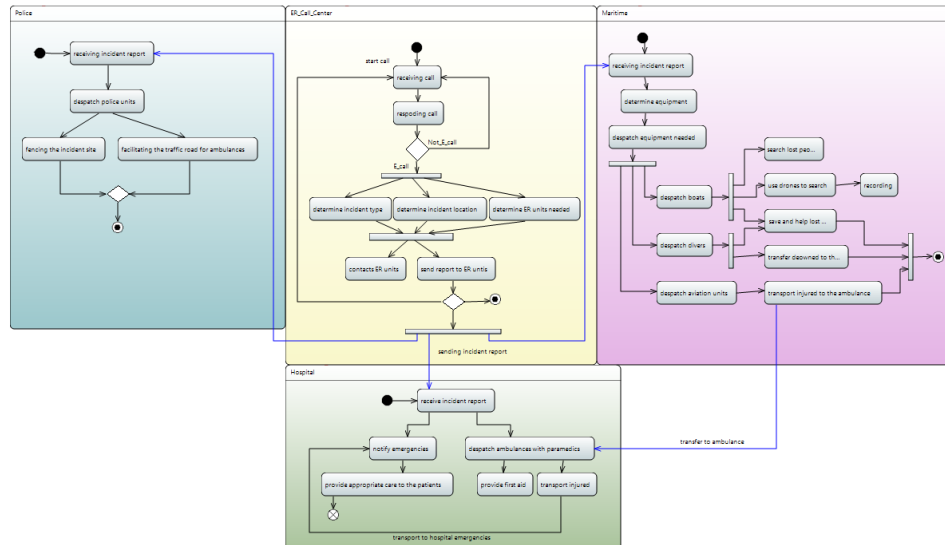 Police
receiving incident report
despatch police units
fencing the incident site
facilitating the traffic road for ambulances
ER_Call_Center
start call
receiving call
respoding call
Not_E_call
E_call
determine incident type
determine incident location
determine ER units needed
contacts ER units
send report to ER untis
sending incident report
Maritime
receiving incident report
determine equipment
despatch equipment needed
search lost peo...
despatch boats
use drones to search
recording
save and help lost ...
despatch divers
transfer deowned to th...
despatch aviation units
transport injured to the ambulance
transfer to ambulance
Hospital
receive incident report
notify emergencies
despatch ambulances with paramedics
provide appropriate care to the patients
provide first aid
transport injured
transport to hospital emergencies